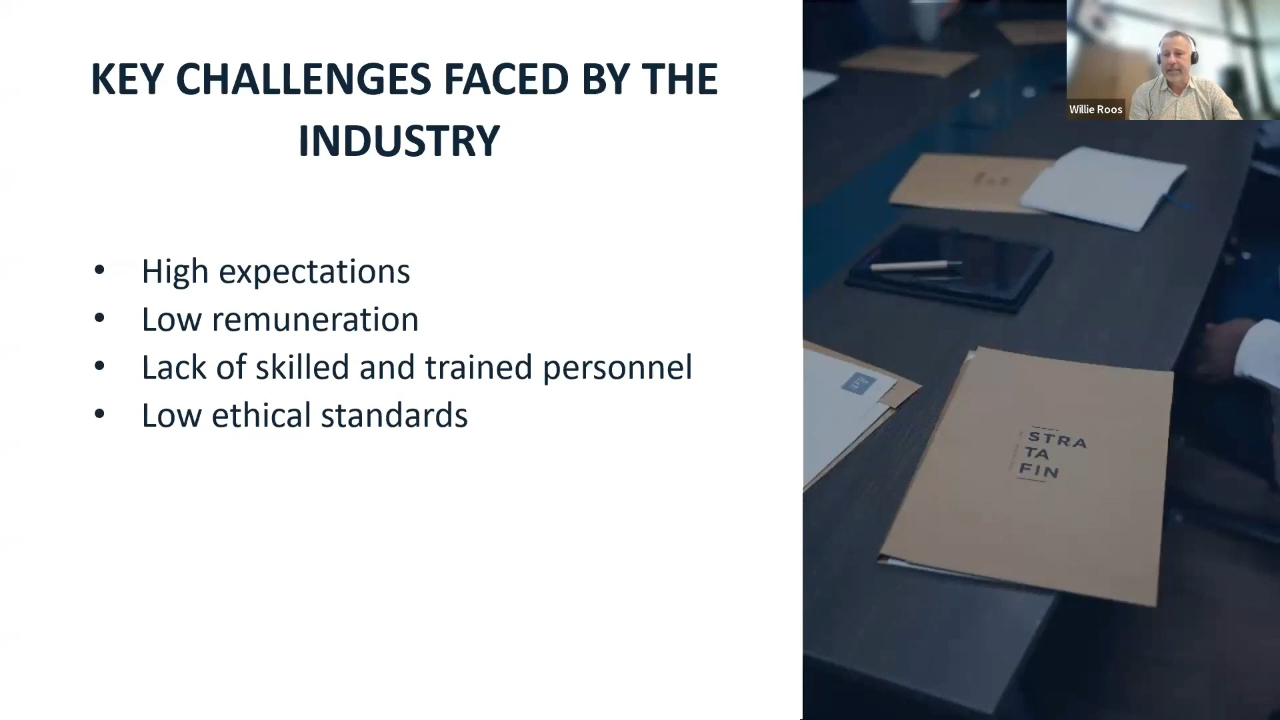 KEY CHALLENGES FACED BY THE
INDUSTRY
• High expectations
• Low remuneration
• Lack of skilled and trained personnel
• Low ethical standards
Willie Roos
STRA
TA
FIN